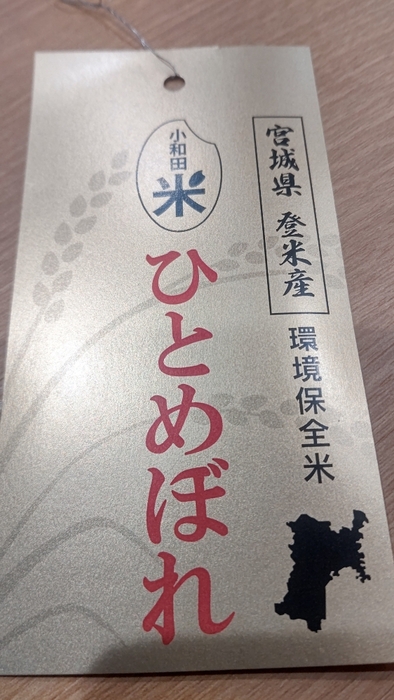 宮城県 登米産
環境保全米
小和田
米
ひとめぼれ